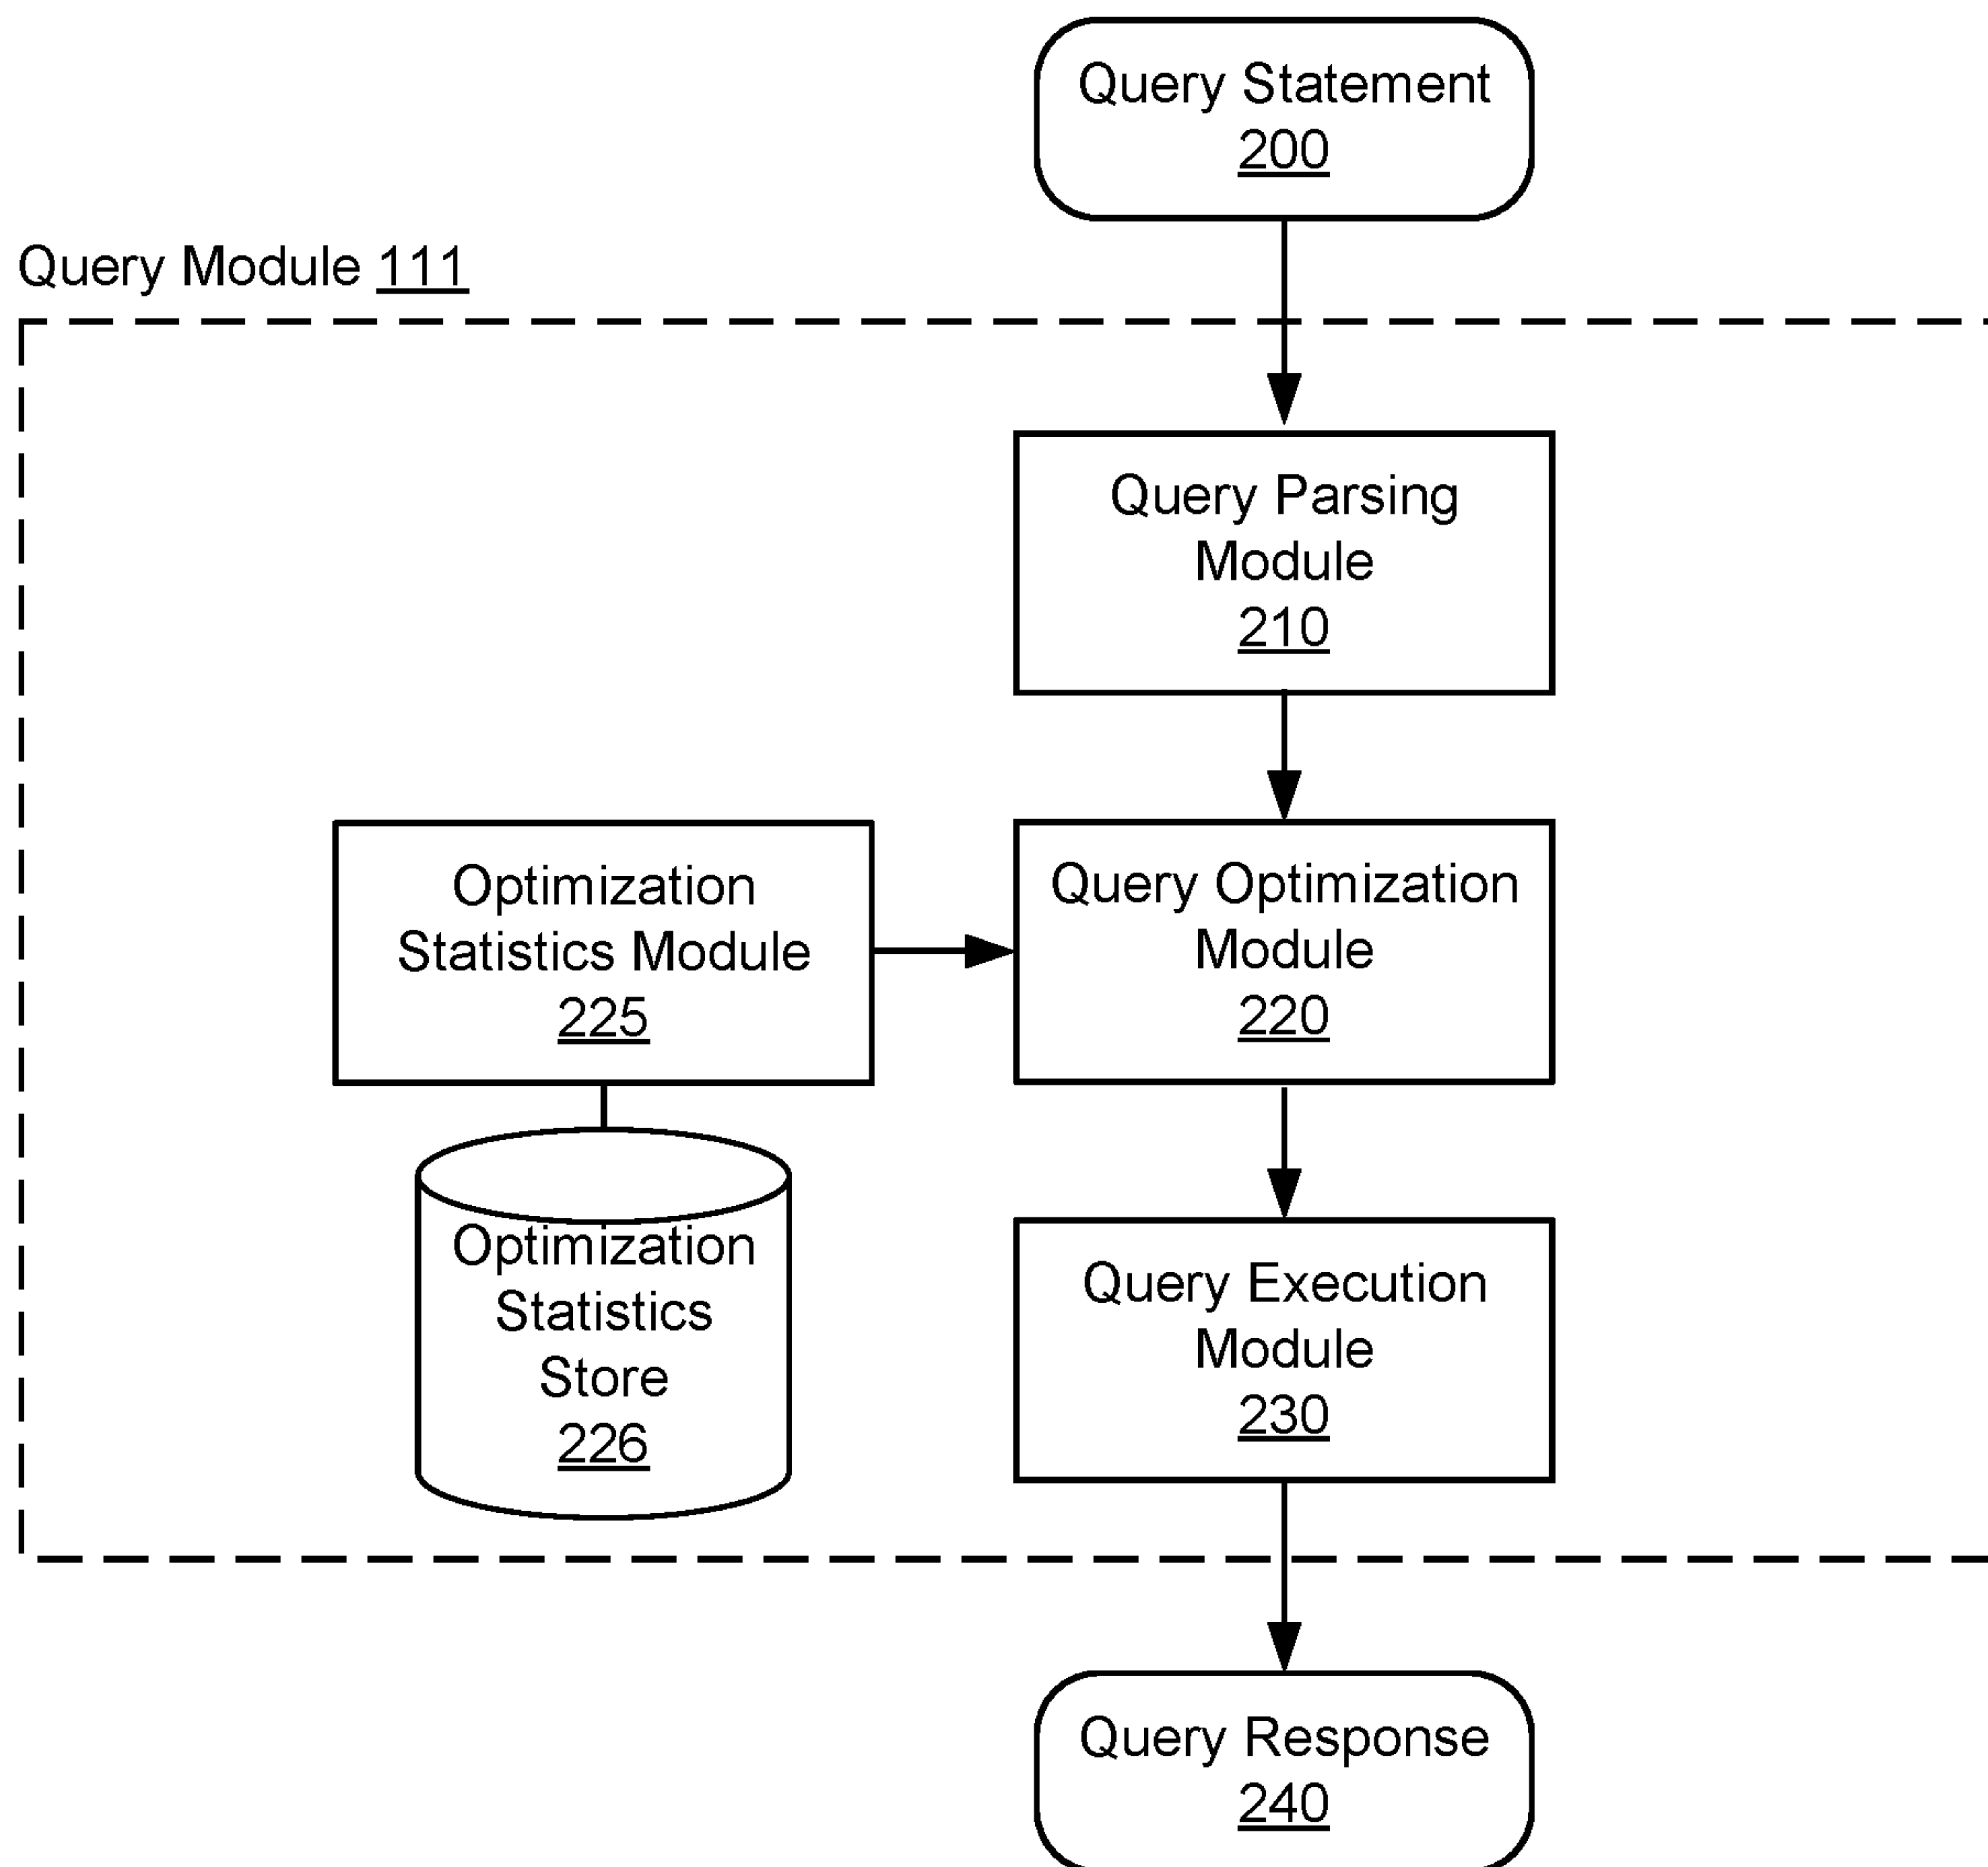 Query Statement
200
Query Module 111
Query Parsing
Module
210
Optimization
Statistics Module
225
Query Optimization
Module
220
Optimization
Statistics
Store
226
Query Execution
Module
230
Query Response
240